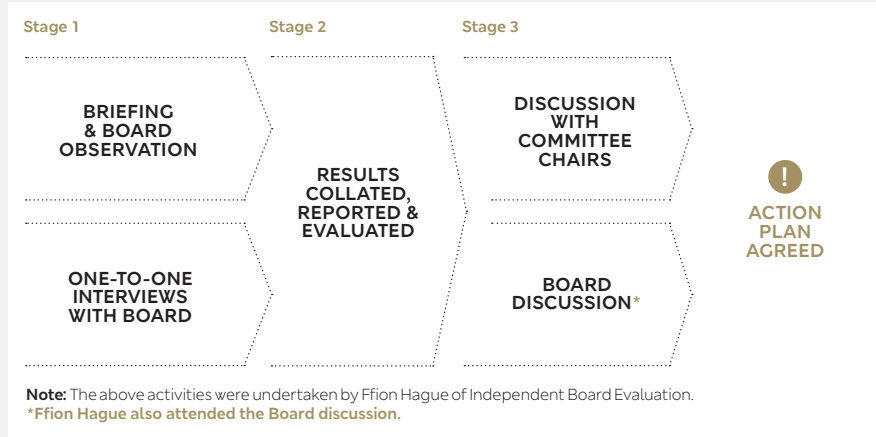 Stage 1
BRIEFING
& BOARD
OBSERVATION
ONE-TO-ONE
INTERVIEWS
WITH BOARD
Stage 2
RESULTS
COLLATED,
REPORTED &
EVALUATED
Stage 3
DISCUSSION
WITH
COMMITTEE
CHAIRS
BOARD
DISCUSSION*
!
ACTION
PLAN
AGREED
Note: The above activities were undertaken by Ffion Hague of Independent Board Evaluation.
*Ffion Hague also attended the Board discussion.